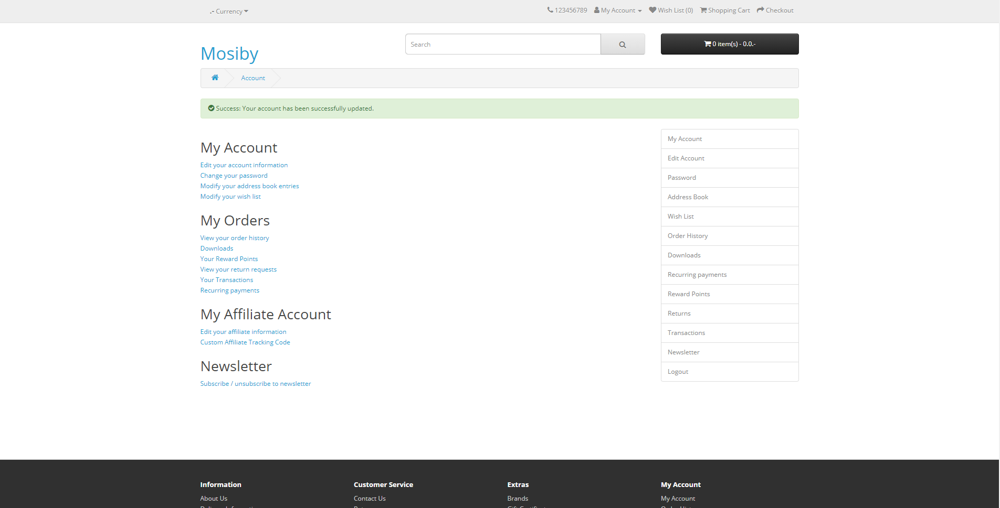 .- Currency
123456789 My Account Wish List (0) Shopping Cart Checkout
Mosiby
Search
0 item(s) - 0.0.-
Account
Success: Your account has been successfully updated.
My Account
Edit your account information
Change your password
Modify your address book entries
Modify your wish list
My Orders
View your order history
Downloads
Your Reward Points
View your return requests
Your Transactions
Recurring payments
My Affiliate Account
Edit your affiliate information
Custom Affiliate Tracking Code
Newsletter
Subscribe / unsubscribe to newsletter
My Account
Edit Account
Password
Address Book
Wish List
Order History
Downloads
Recurring payments
Reward Points
Returns
Transactions
Newsletter
Logout
Information
About Us
Customer Service
Contact Us
Extras
Brands
My Account
My Account